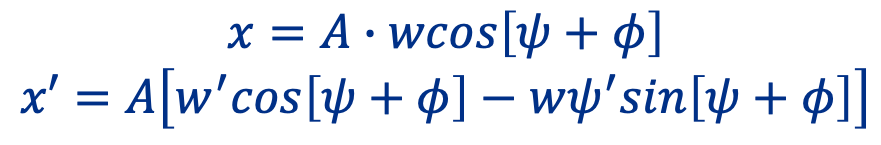 x = A · wcos[ψ + ϕ]
x′ = A[w′cos[ψ + ϕ] − wψ′sin[ψ + ϕ]]